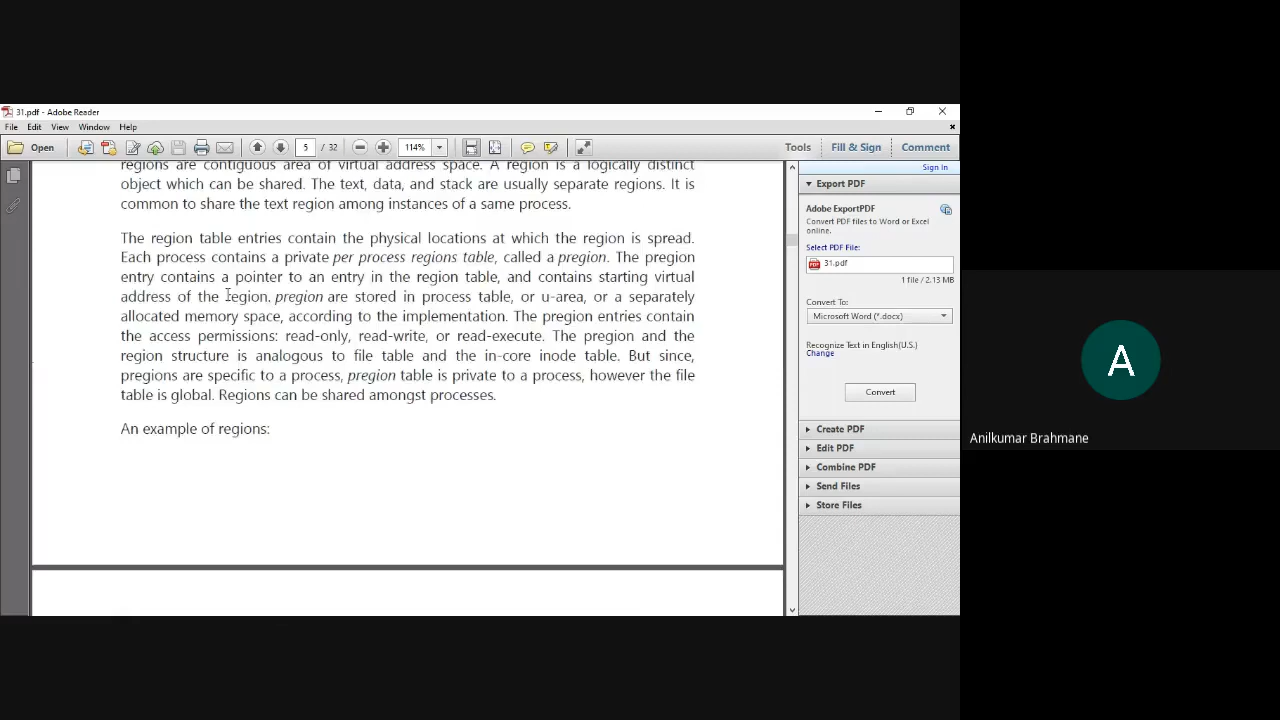 31.pdf - Adobe Reader
File Edit View Window Help
Open 5 / 32 114% Tools Fill & Sign Comment
regions are contiguous area of virtual address space. A region is a logically distinct
object which can be shared. The text, data, and stack are usually separate regions. It is
common to share the text region among instances of a same process.
The region table entries contain the physical locations at which the region is spread.
Each process contains a private per process regions table, called a pregion. The pregion
entry contains a pointer to an entry in the region table, and contains starting virtual
address of the region. pregion are stored in process table, or u-area, or a separately
allocated memory space, according to the implementation. The pregion entries contain
the access permissions: read-only, read-write, or read-execute. The pregion and the
region structure is analogous to file table and the in-core inode table. But since,
pregions are specific to a process, pregion table is private to a process, however the file
table is global. Regions can be shared amongst processes.
An example of regions:
Sign In
Export PDF
Adobe ExportPDF
Convert PDF files to Word or Excel
online.
Select PDF File:
31.pdf
1 file / 2.13 MB
Convert To:
Microsoft Word (*.docx)
Recognize Text in English(U.S.)
Change
Convert
Create PDF
Edit PDF
Combine PDF
Send Files
Store Files
A
Anilkumar Brahmane